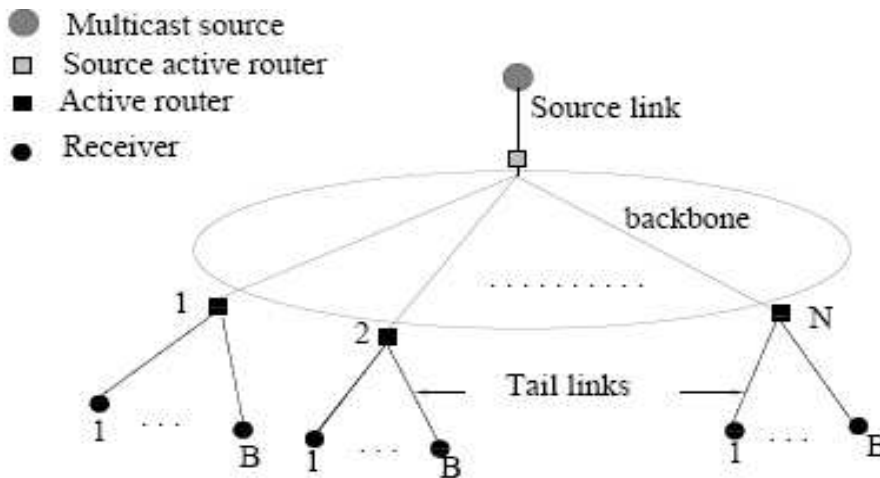 Multicast source
Source active router
Active router
Receiver
Source link
backbone
1
2
N
Tail links
1
. . .
B
1
. . .
B
1
. . . .
B
. . . . . . . . . .